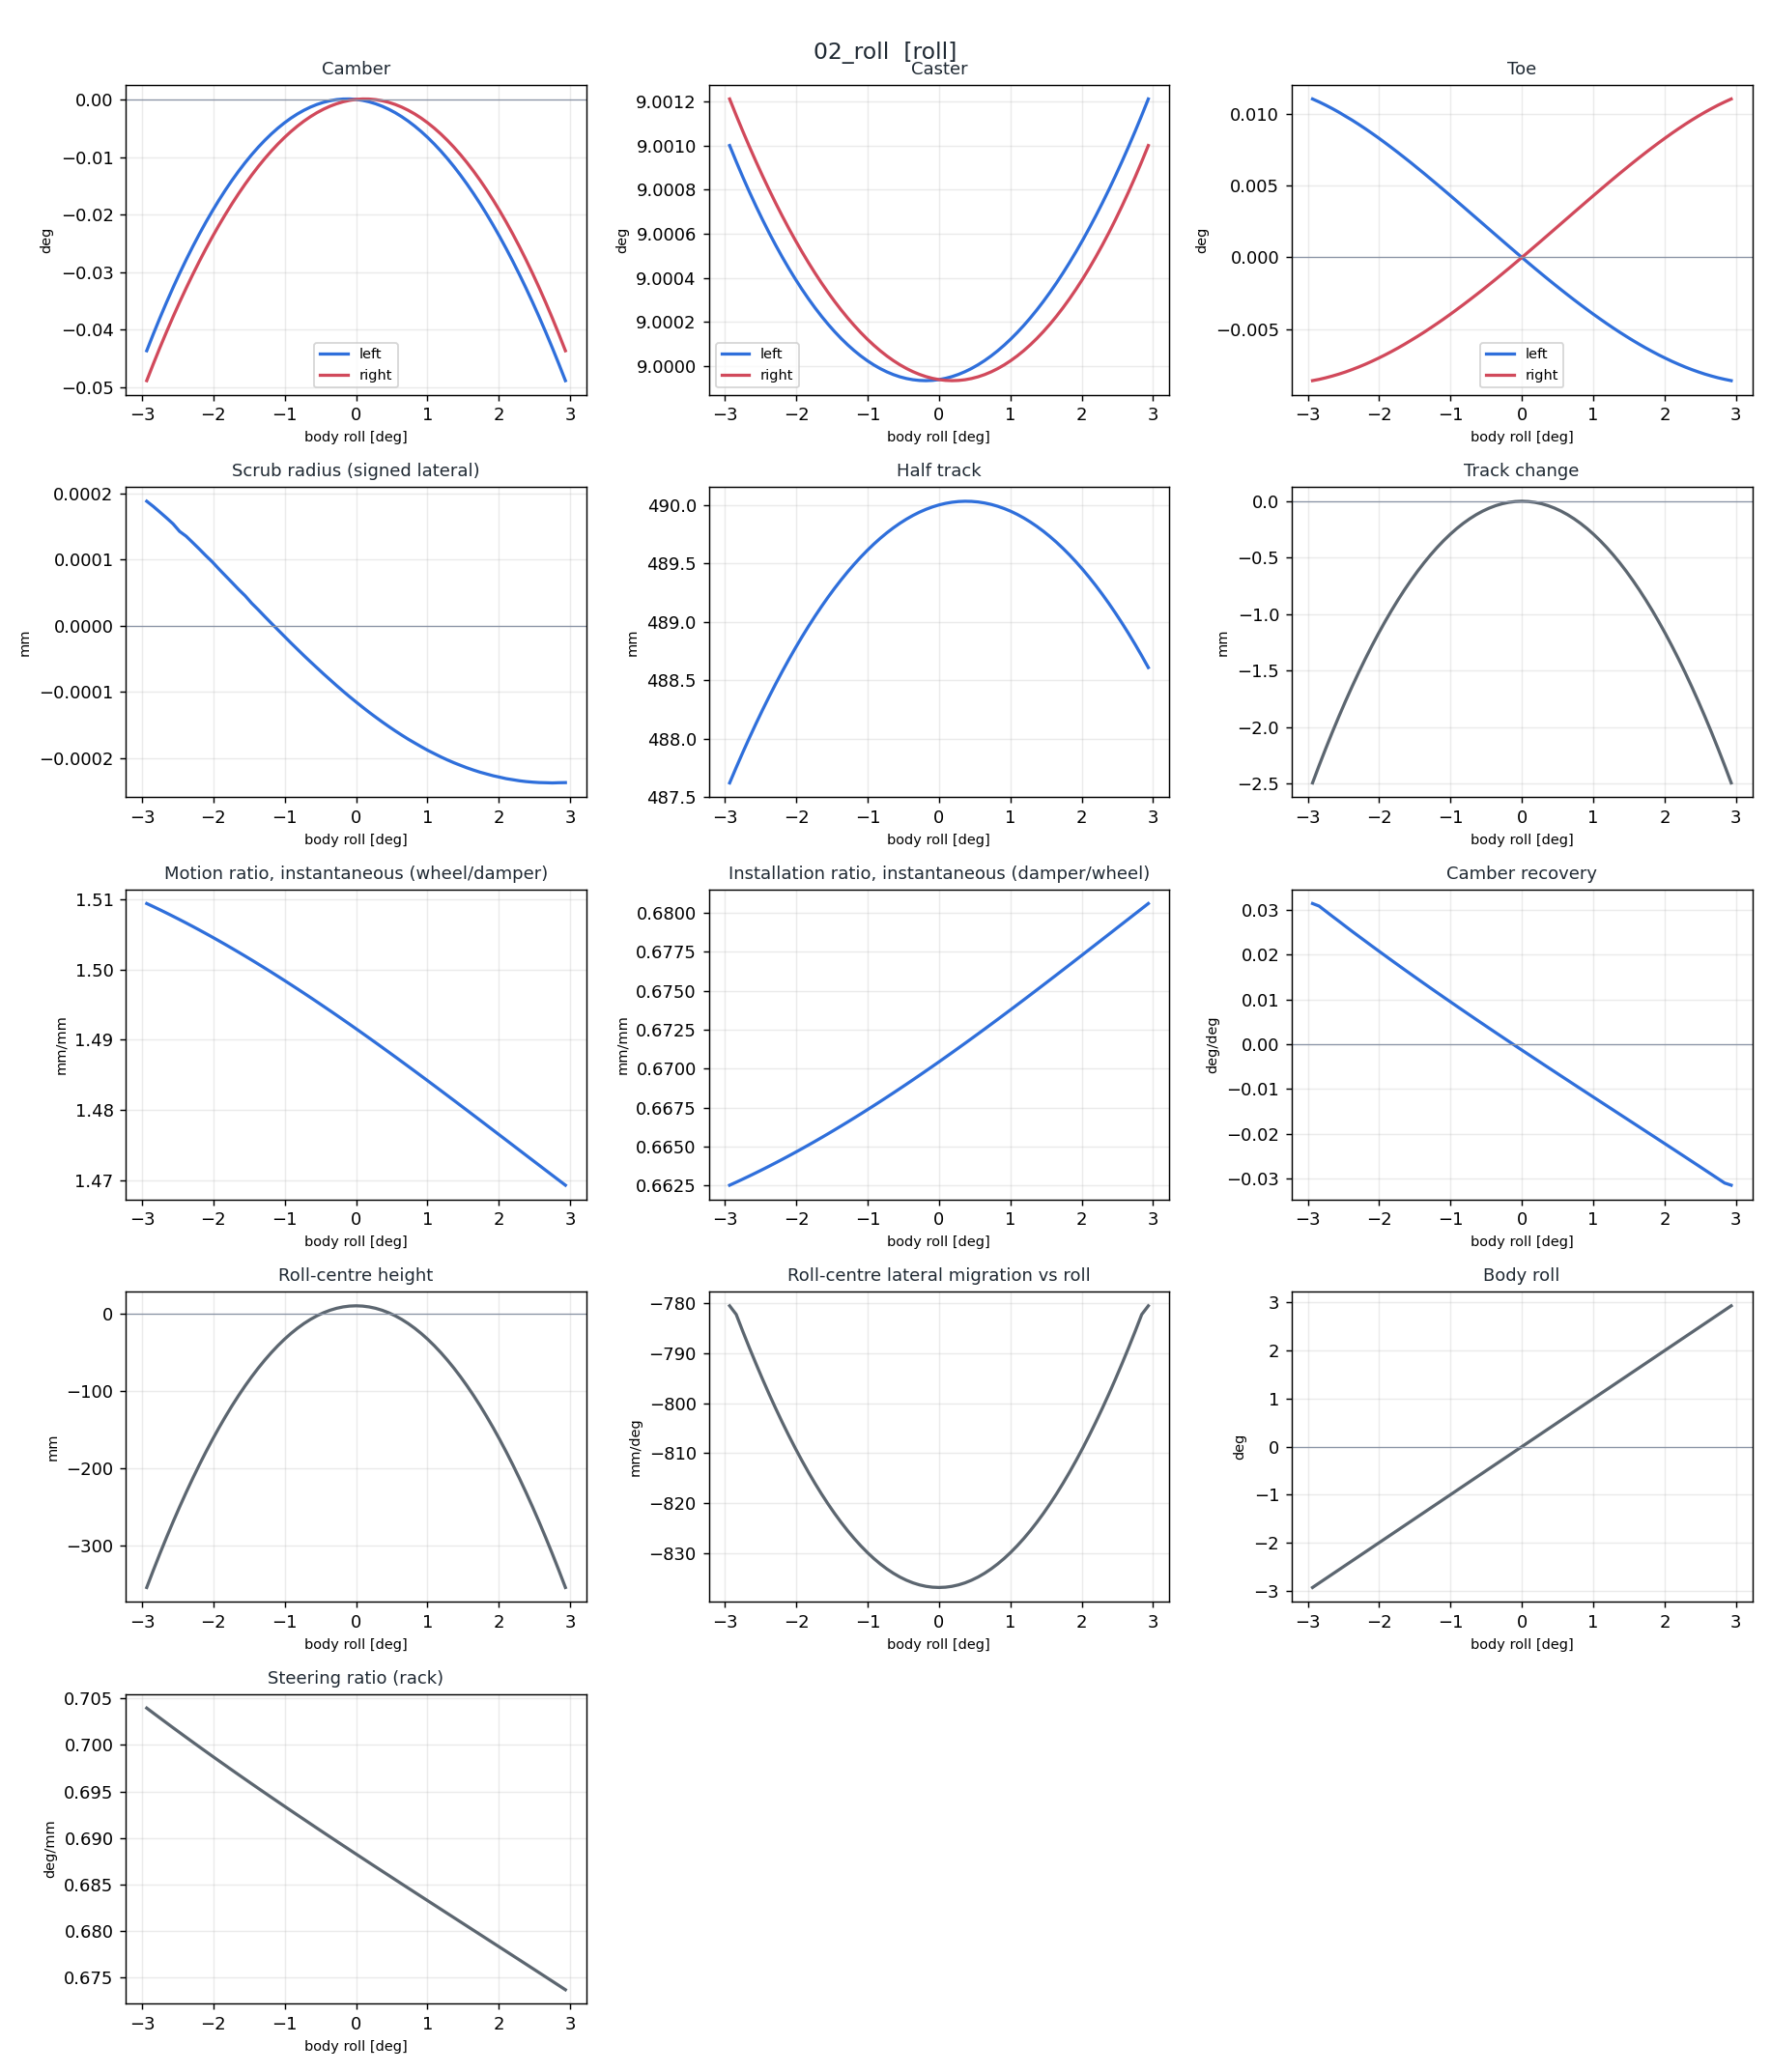 02_roll  [roll]
Camber
Caster
Toe
0.00
−0.01
−0.02
−0.03
−0.04
−0.05
deg
left
right
−3 −2 −1 0 1 2 3
body roll [deg]
9.0012
9.0010
9.0008
9.0006
9.0004
9.0002
9.0000
deg
left
right
−3 −2 −1 0 1 2 3
body roll [deg]
0.010
0.005
0.000
−0.005
deg
left
right
−3 −2 −1 0 1 2 3
body roll [deg]
Scrub radius (signed lateral)
0.0002
0.0001
0.0000
−0.0001
−0.0002
mm
−3 −2 −1 0 1 2 3
body roll [deg]
Half track
490.0
489.5
489.0
488.5
488.0
487.5
mm
−3 −2 −1 0 1 2 3
body roll [deg]
Track change
0.0
−0.5
−1.0
−1.5
−2.0
−2.5
mm
−3 −2 −1 0 1 2 3
body roll [deg]
Motion ratio, instantaneous (wheel/damper)
1.51
1.50
1.49
1.48
1.47
mm/mm
−3 −2 −1 0 1 2 3
body roll [deg]
Installation ratio, instantaneous (damper/wheel)
0.6800
0.6775
0.6750
0.6725
0.6700
0.6675
0.6650
0.6625
mm/mm
−3 −2 −1 0 1 2 3
body roll [deg]
Camber recovery
0.03
0.02
0.01
0.00
−0.01
−0.02
−0.03
deg/deg
−3 −2 −1 0 1 2 3
body roll [deg]
Roll-centre height
0
−100
−200
−300
mm
−3 −2 −1 0 1 2 3
body roll [deg]
Roll-centre lateral migration vs roll
−780
−790
−800
−810
−820
−830
mm/deg
−3 −2 −1 0 1 2 3
body roll [deg]
Body roll
3
2
1
0
−1
−2
−3
deg
−3 −2 −1 0 1 2 3
body roll [deg]
Steering ratio (rack)
0.705
0.700
0.695
0.690
0.685
0.680
0.675
deg/mm
−3 −2 −1 0 1 2 3
body roll [deg]